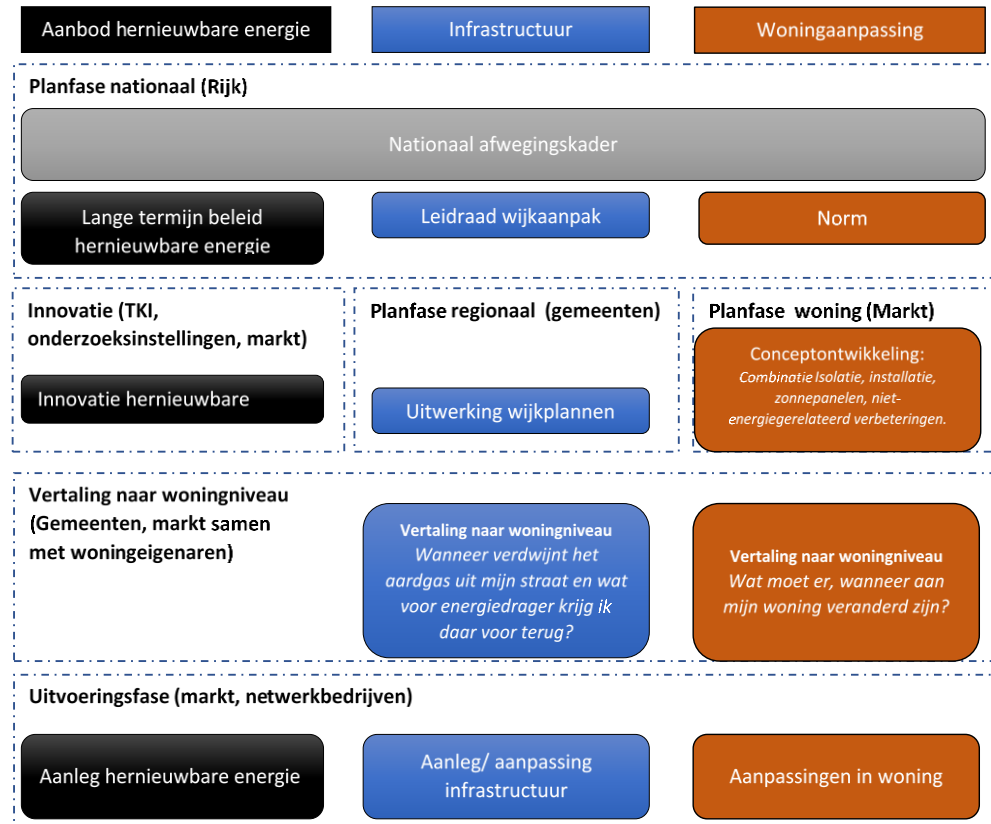 Aanbod hernieuwbare energie
Infrastructuur
Woningaanpassing
Planfase nationaal (Rijk)
Nationaal afwegingskader
Lange termijn beleid
hernieuwbare energie
Leidraad wijkaanpak
Norm
Innovatie (TKI,
onderzoeksinstellingen, markt)
Innovatie hernieuwbare
Planfase regionaal (gemeenten)
Uitwerking wijkplannen
Planfase woning (Markt)
Conceptontwikkeling:
Combinatie Isolatie, installatie,
zonnepanelen, niet-
energiegerelateerd verbeteringen.
Vertaling naar woningniveau
(Gemeenten, markt samen
met woningeigenaren)
Vertaling naar woningniveau
Wanneer verdwijnt het
aardgas uit mijn straat en wat
voor energiedrager krijg ik
daar voor terug?
Vertaling naar woningniveau
Wat moet er, wanneer aan
mijn woning veranderd zijn?
Uitvoeringsfase (markt, netwerkbedrijven)
Aanleg hernieuwbare energie
Aanleg/ aanpassing
infrastructuur
Aanpassingen in woning